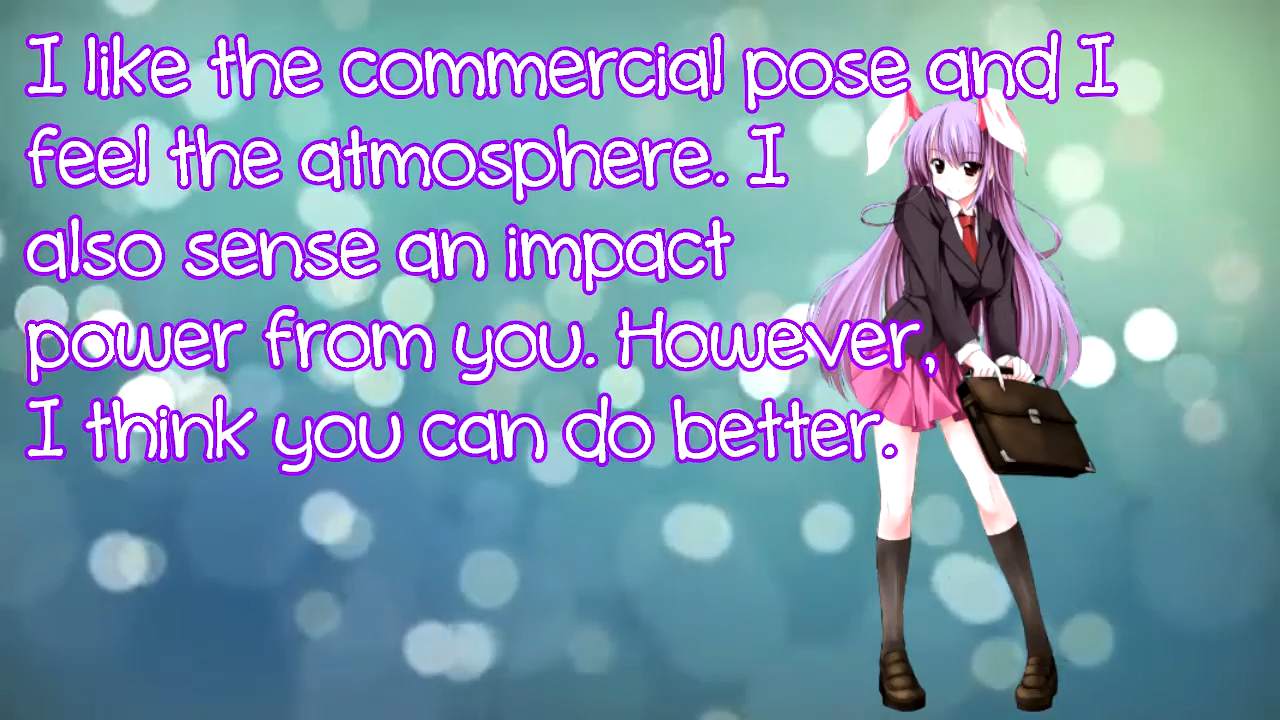 I like the commercial pose and I
feel the atmosphere. I
also sense an impact
power from you. However,
I think you can do better.